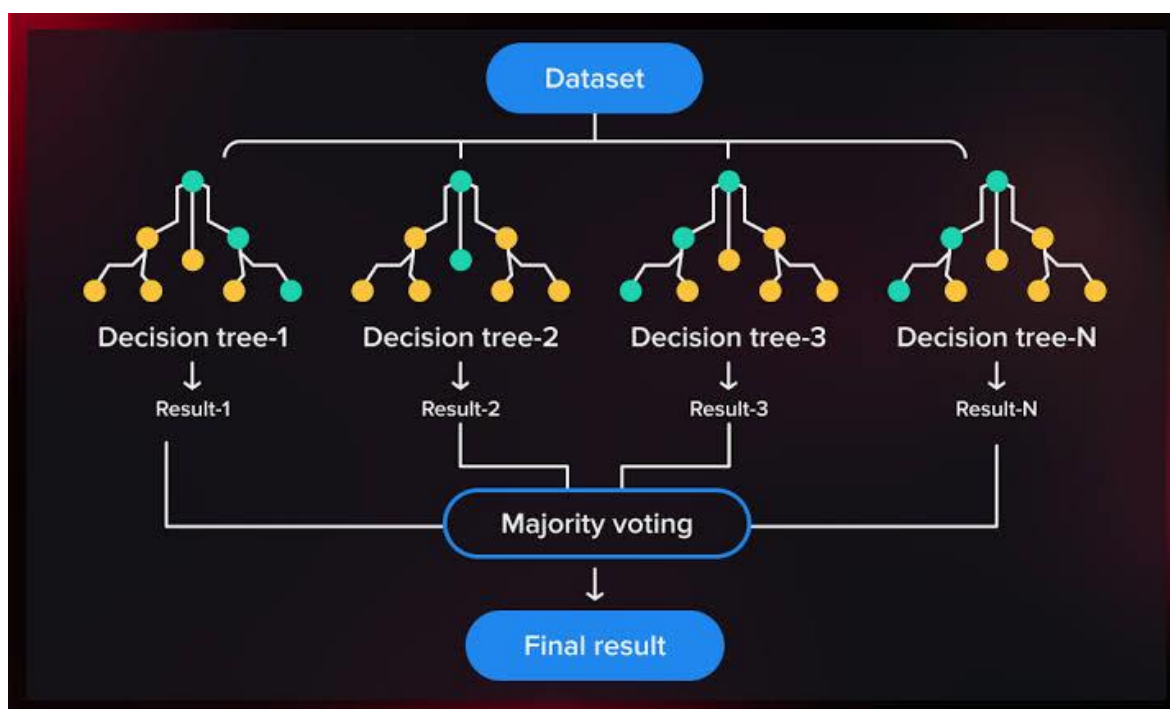 Dataset
Decision tree-1
Decision tree-2
Decision tree-3
Decision tree-N
Result-1
Result-2
Result-3
Result-N
Majority voting
Final result